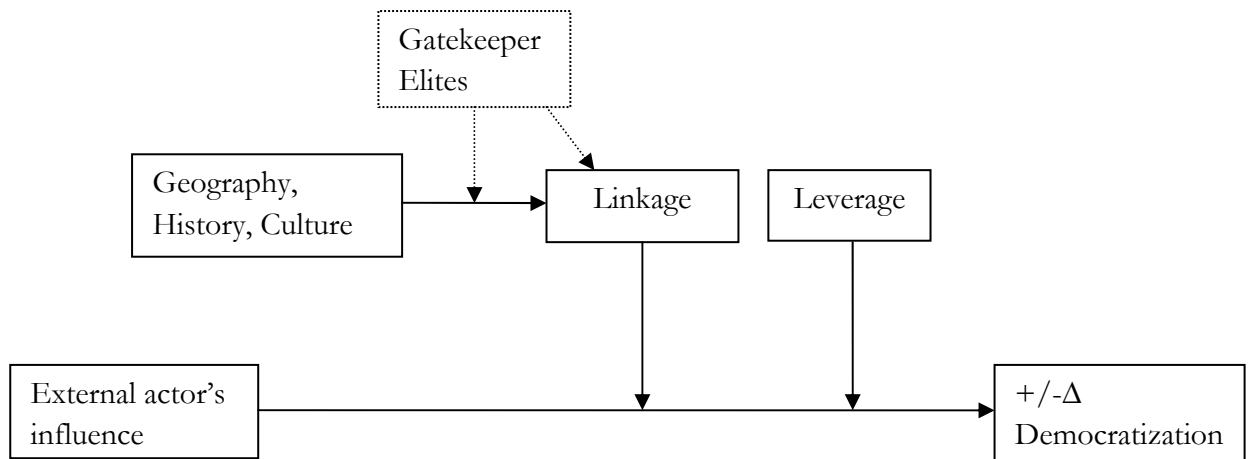 Gatekeeper
Elites
Geography,
History, Culture
Linkage
Leverage
External actor’s
influence
+/-Δ
Democratization